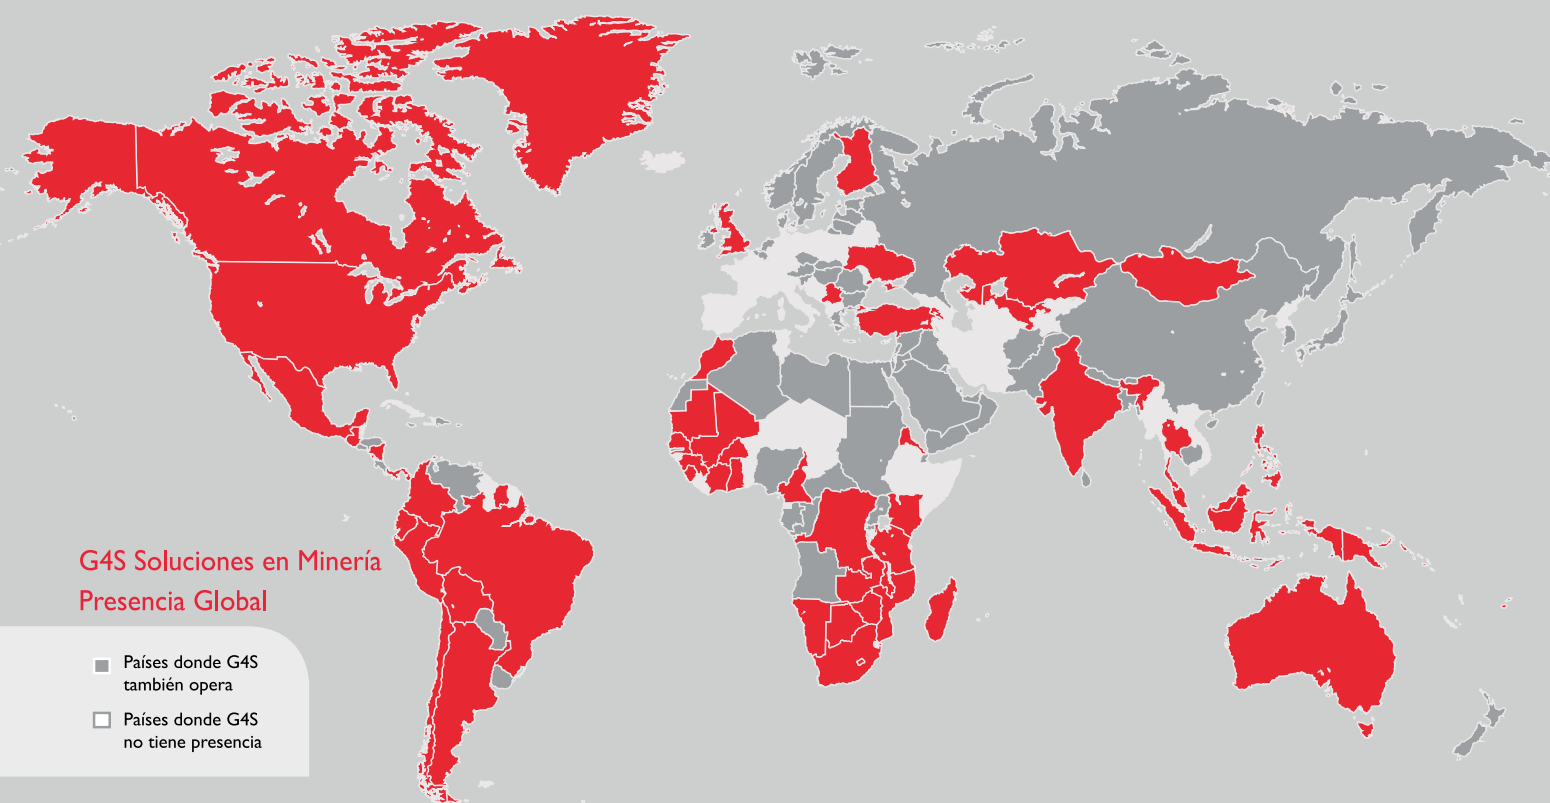 G4S Soluciones en Minería
Presencia Global
Países donde G4S
también opera
Países donde G4S
no tiene presencia